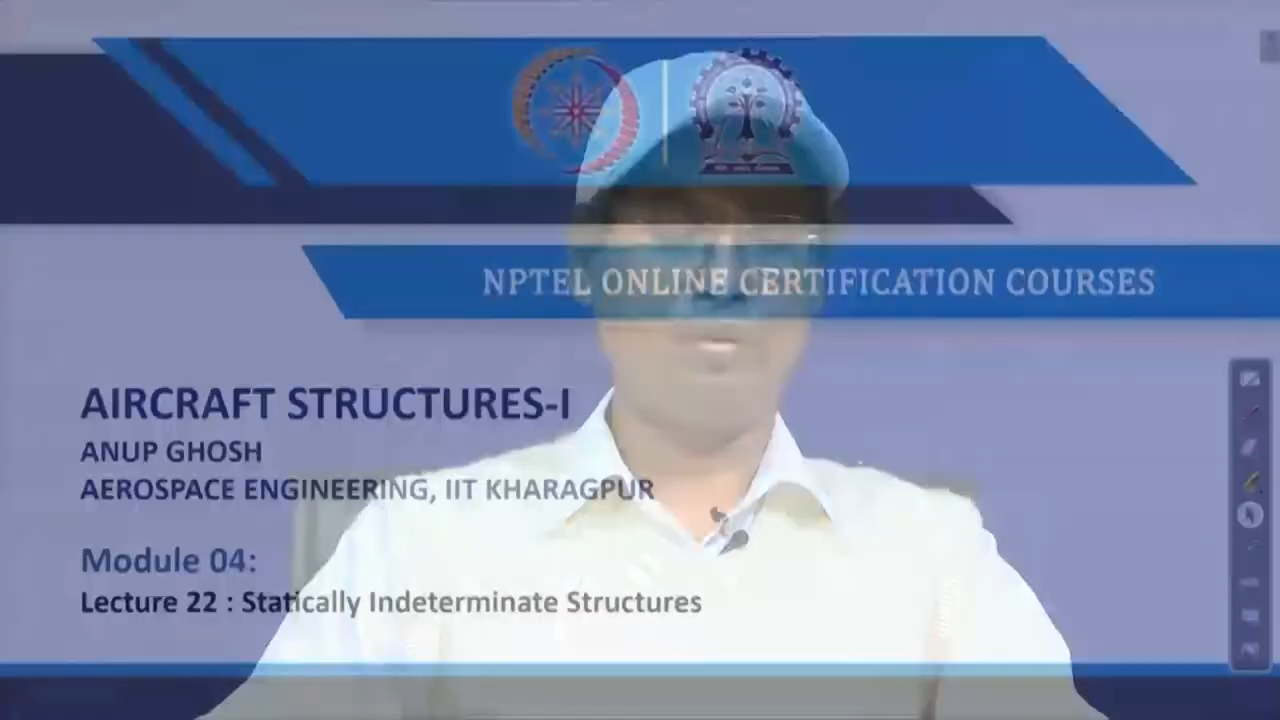 NPTEL ONLINE CERTIFICATION COURSES
AIRCRAFT STRUCTURES-I
ANUP GHOSH
AEROSPACE ENGINEERING, IIT KHARAGPUR
Module 04:
Lecture 22 : Statically Indeterminate Structures